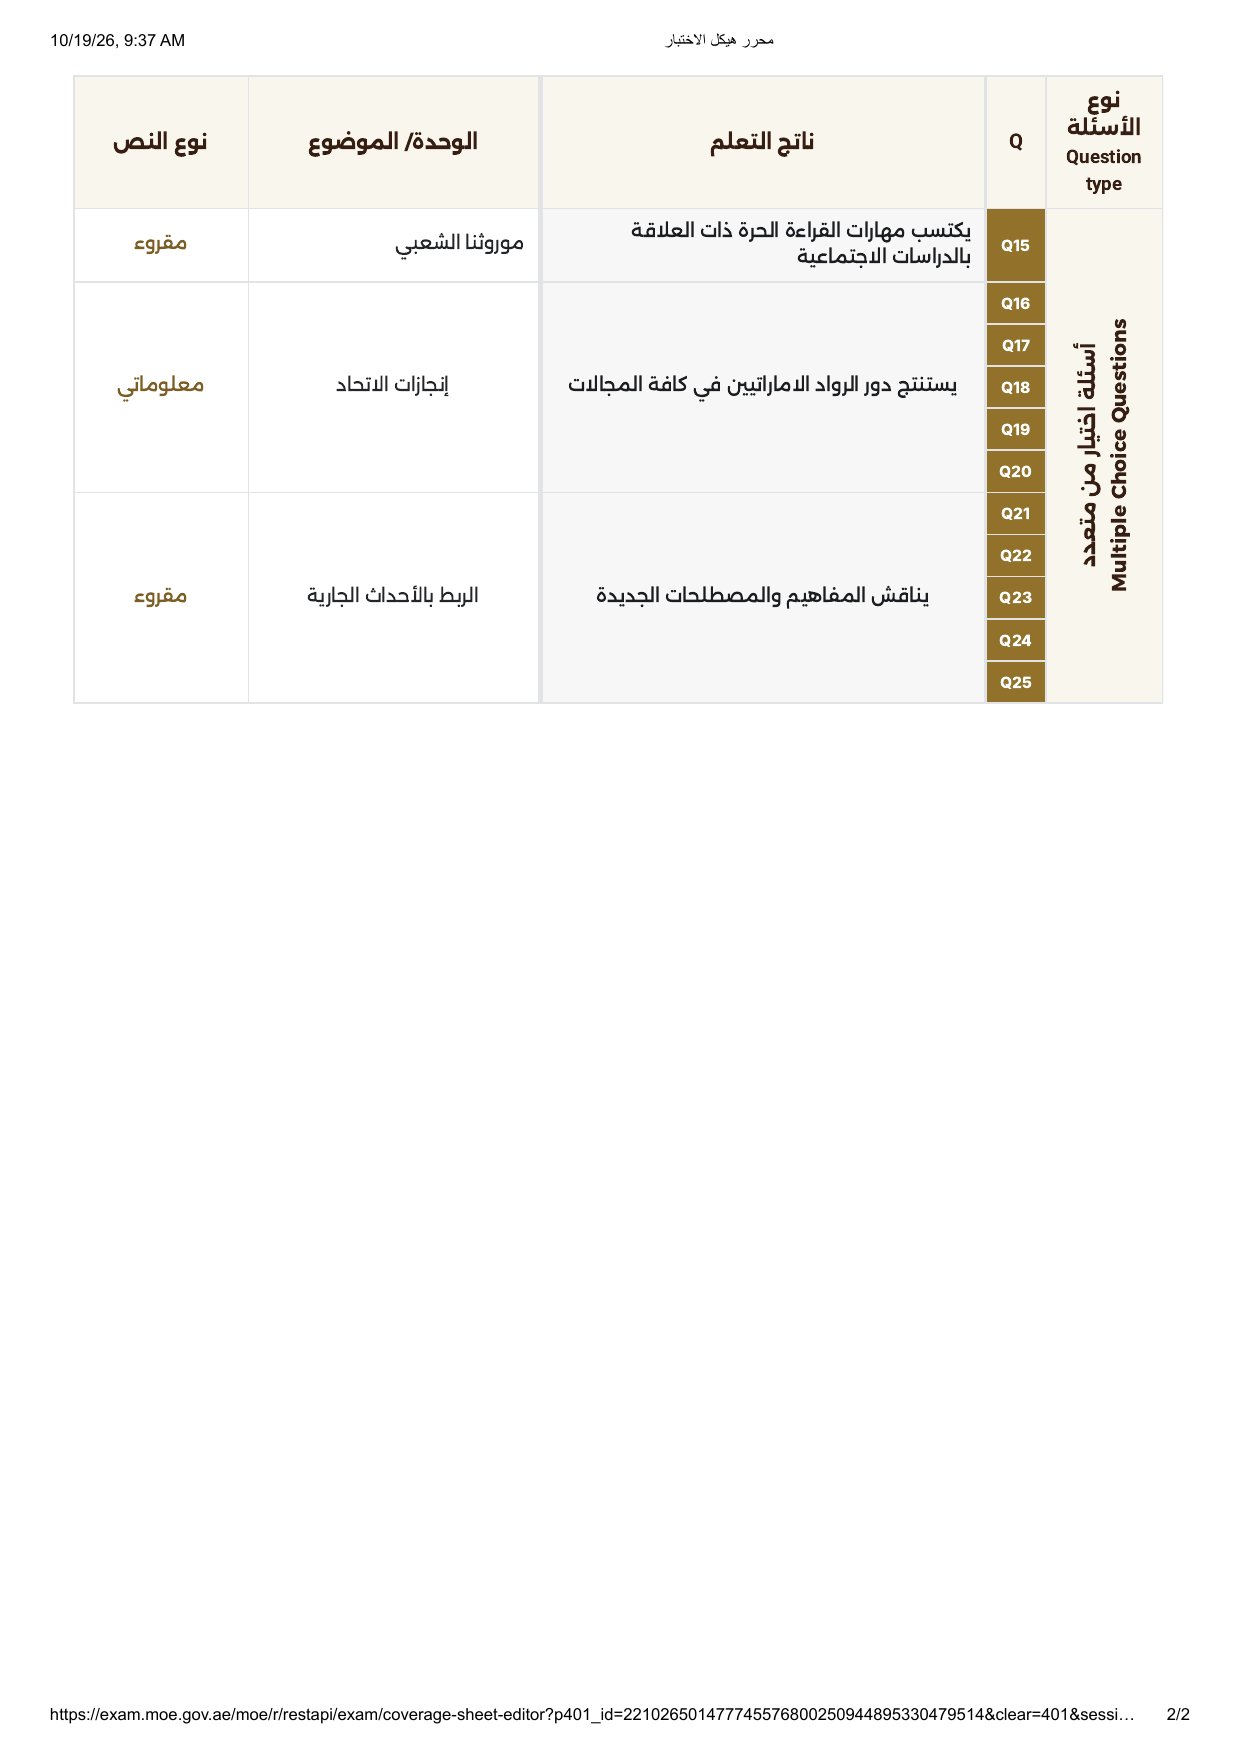 10/19/26, 9:37 AM
محرر هيكل الاختبار
نوع
الأسئلة
Question
type
Q
ناتج التعلم
الوحدة/ الموضوع
نوع النص
أسئلة اختيار من متعدد
Multiple Choice Questions
Q15
يكتسب مهارات القراءة الحرة ذات العلاقة
بالدراسات الاجتماعية
موروثنا الشعبي
مقروء
Q16
Q17
Q18
Q19
Q20
يستنتج دور الرواد الاماراتيين في كافة المجالات
إنجازات الاتحاد
معلوماتي
Q21
Q22
Q23
Q24
Q25
يناقش المفاهيم والمصطلحات الجديدة
الربط بالأحداث الجارية
مقروء
https://exam.moe.gov.ae/moe/r/restapi/exam/coverage-sheet-editor?p401_id=221026501477745576800250944895330479514&clear=401&sessi…
2/2